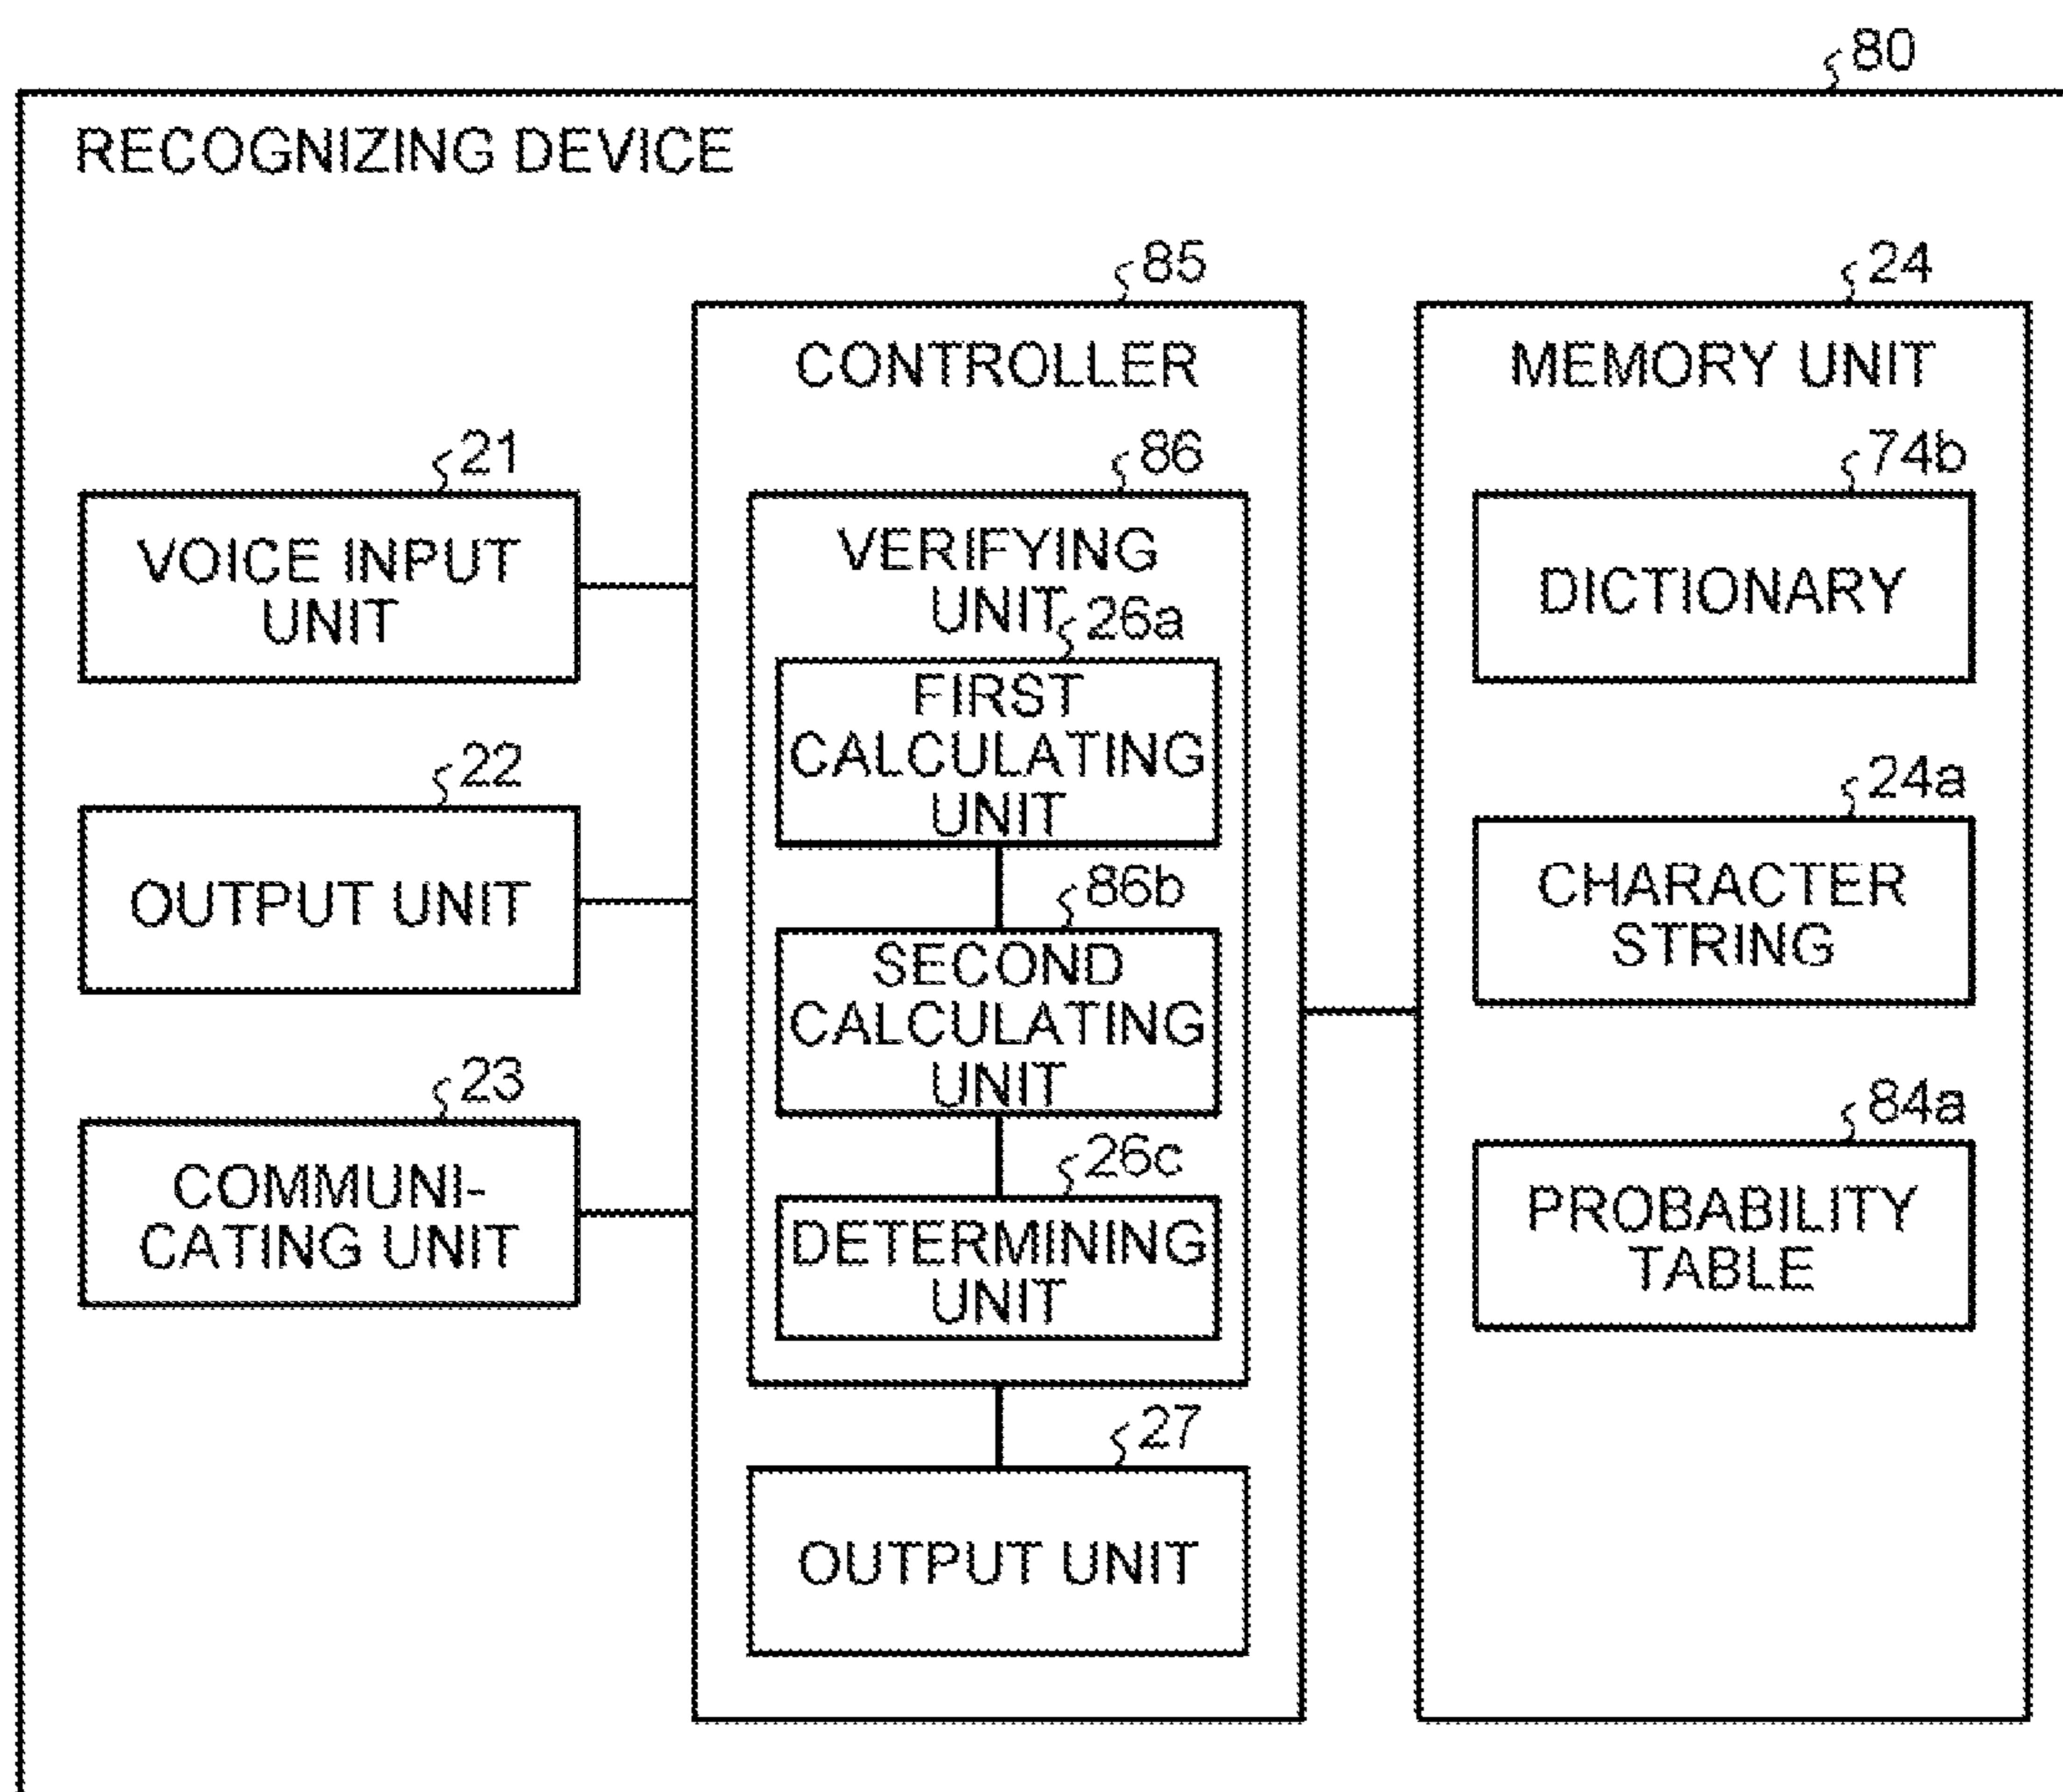 80
RECOGNIZING DEVICE
21
VOICE INPUT
UNIT
22
OUTPUT UNIT
23
COMMUNI-
CATING UNIT
85
CONTROLLER
86
VERIFYING
UNIT
26a
FIRST
CALCULATING
UNIT
86b
SECOND
CALCULATING
UNIT
26c
DETERMINING
UNIT
27
OUTPUT UNIT
24
MEMORY UNIT
74b
DICTIONARY
24a
CHARACTER
STRING
84a
PROBABILITY
TABLE